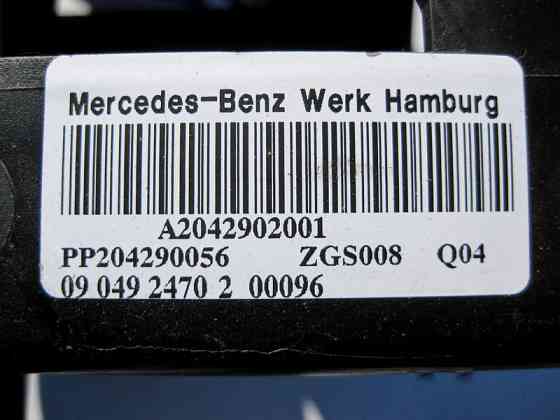 Mercedes-Benz Werk Hamburg
A2042902001
PP204290056 ZGS008 Q04
09 049 2470 2 00096